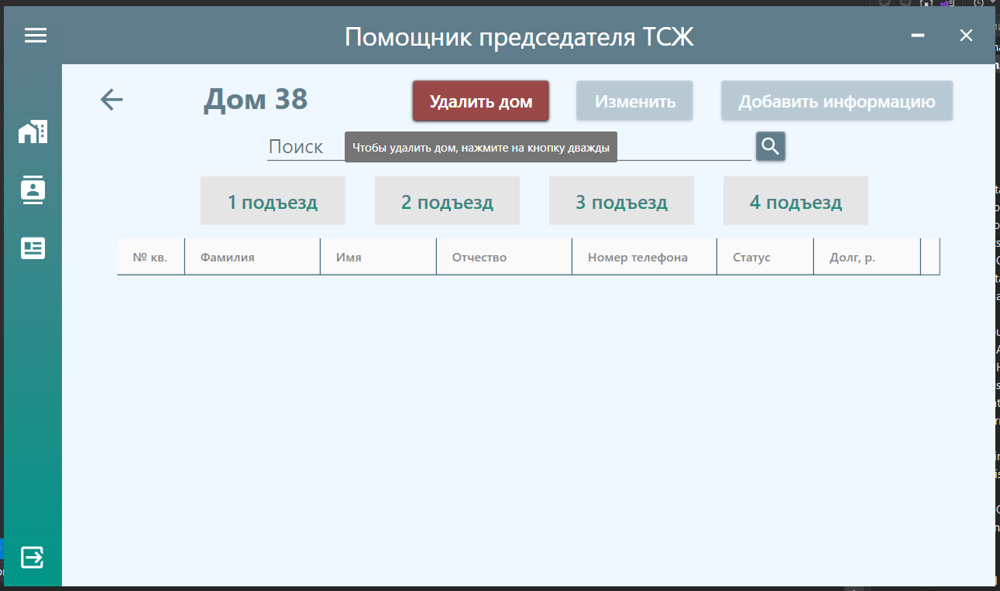 Помощник председателя ТСЖ
Дом 38
Удалить дом
Изменить
Добавить информацию
Поиск
Чтобы удалить дом, нажмите на кнопку дважды
1 подъезд
2 подъезд
3 подъезд
4 подъезд
№ кв.
Фамилия
Имя
Отчество
Номер телефона
Статус
Долг, р.